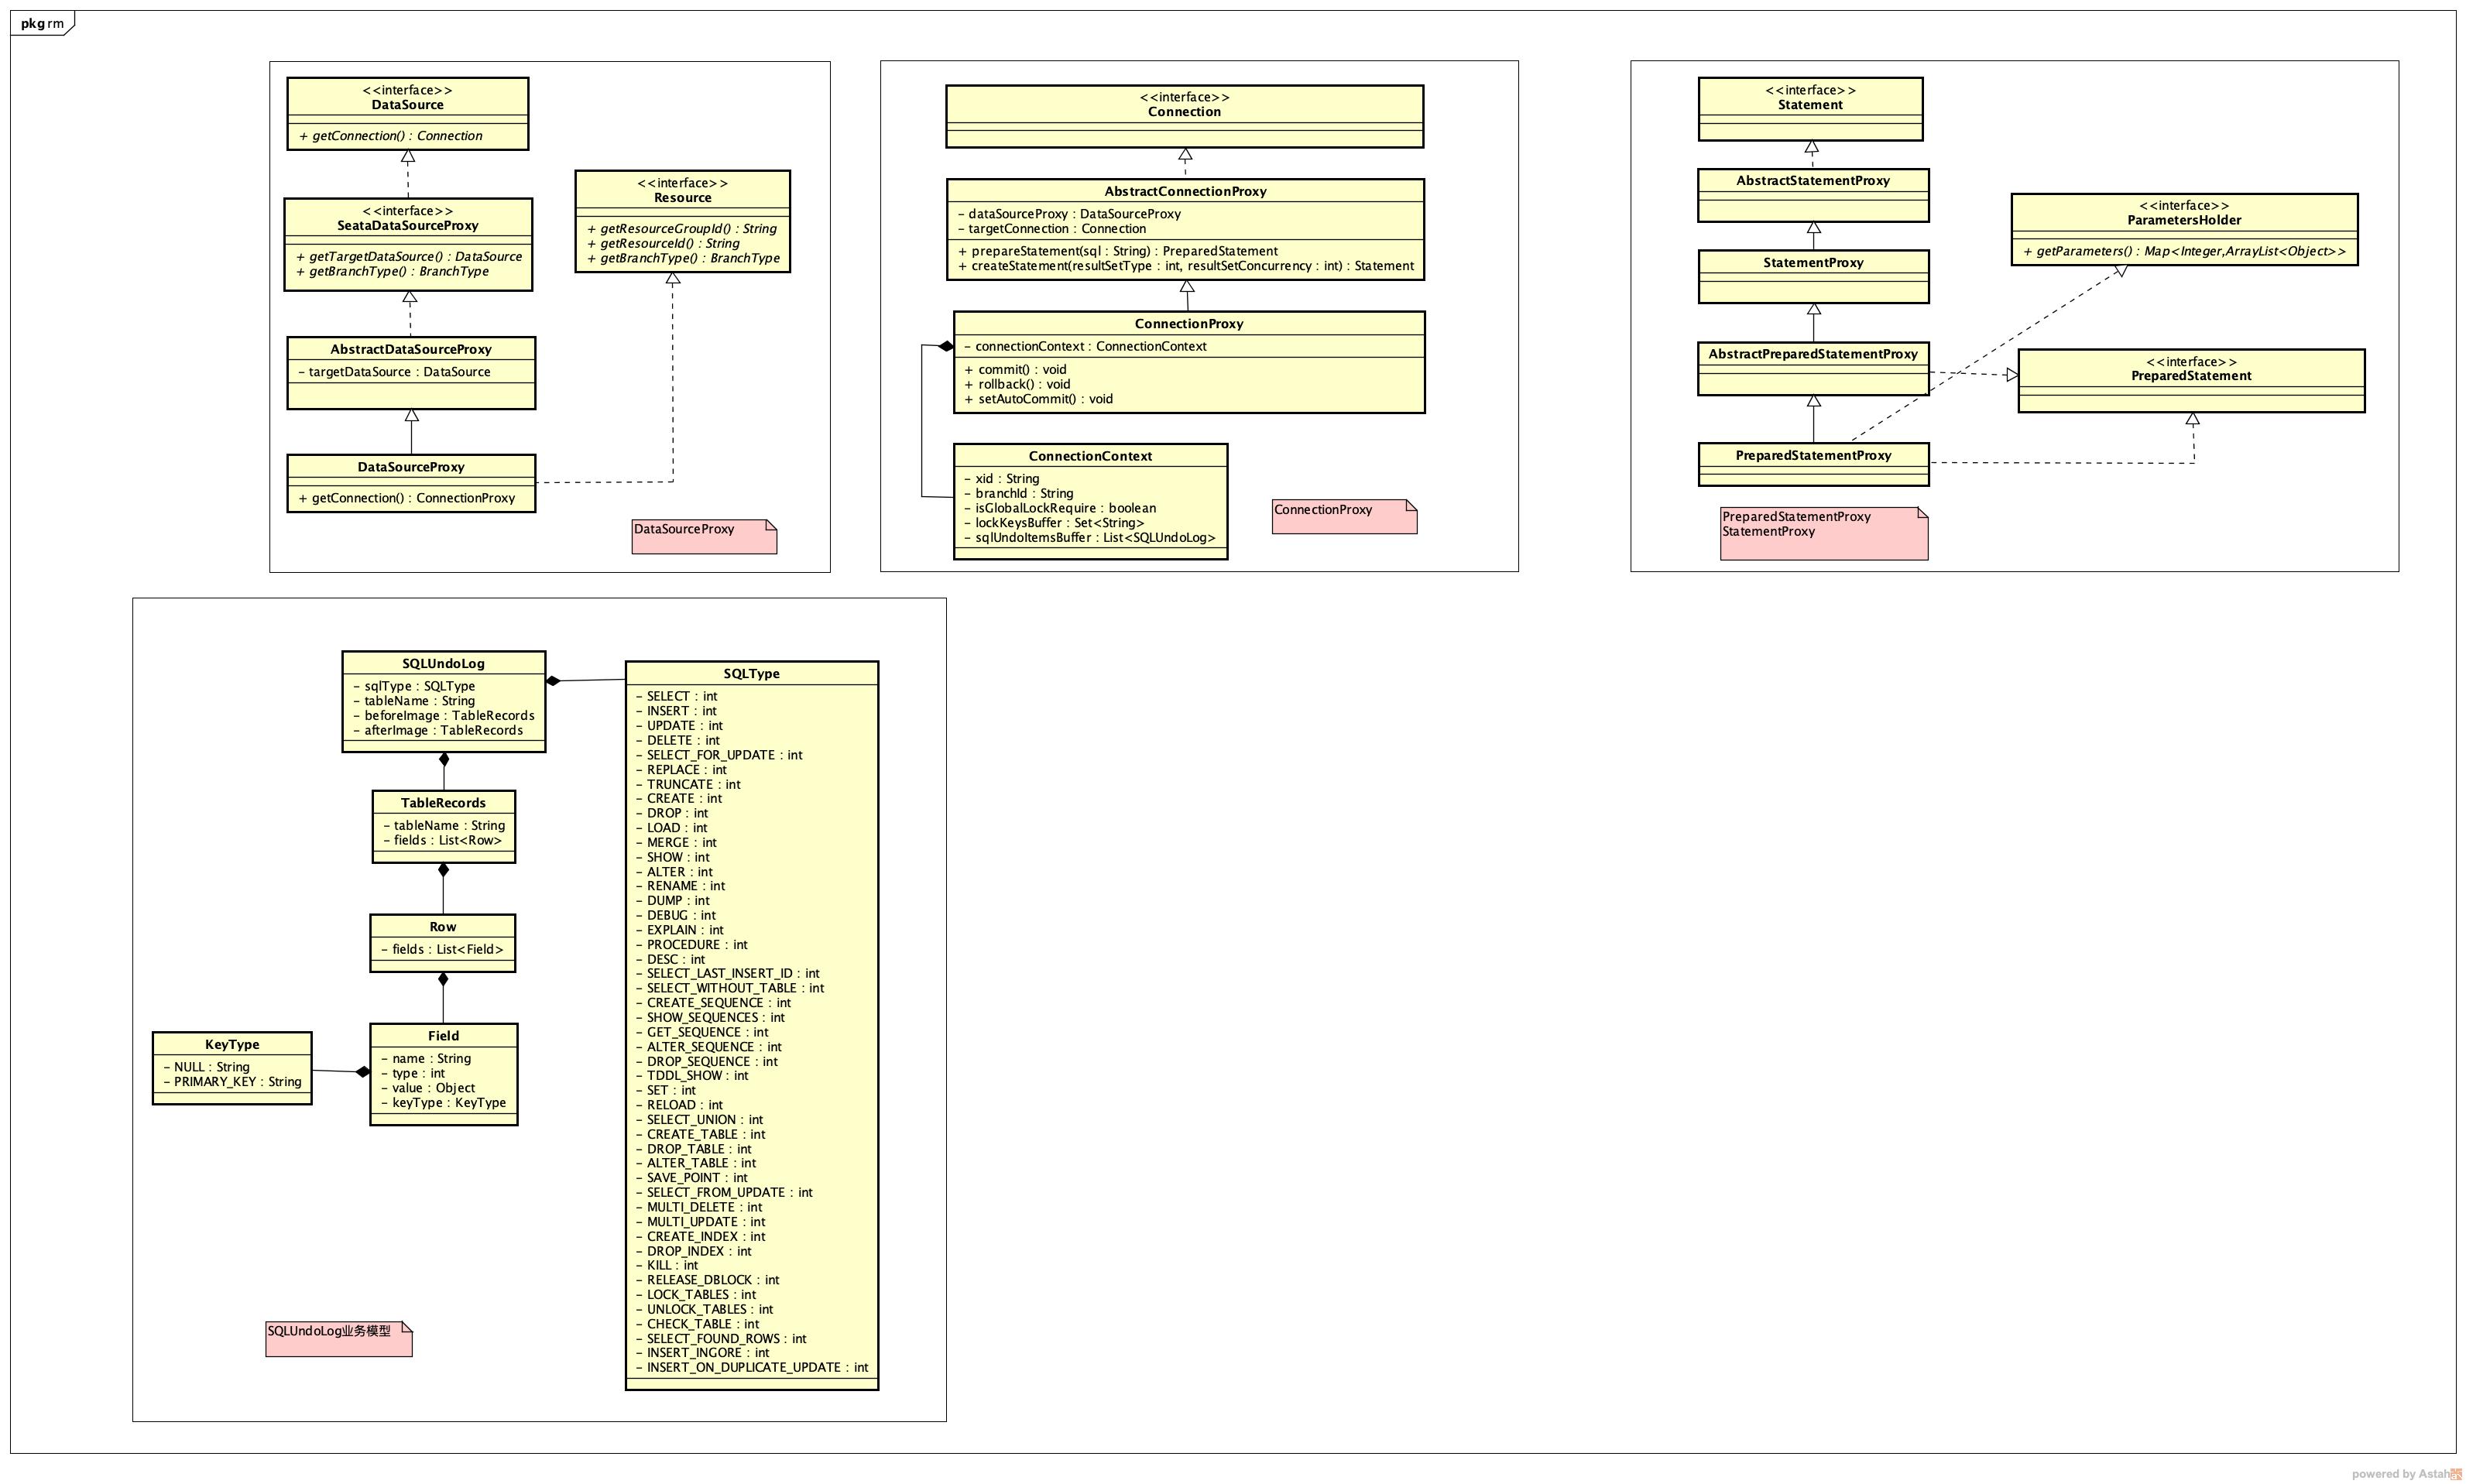 pkg rm
<<interface>>
DataSource
+ getConnection() : Connection
<<interface>>
SeataDataSourceProxy
+ getTargetDataSource() : DataSource
+ getBranchType() : BranchType
AbstractDataSourceProxy
- targetDataSource : DataSource
DataSourceProxy
+ getConnection() : ConnectionProxy
<<interface>>
Resource
+ getResourceGroupId() : String
+ getResourceId() : String
+ getBranchType() : BranchType
DataSourceProxy
<<interface>>
Connection
AbstractConnectionProxy
- dataSourceProxy : DataSourceProxy
- targetConnection : Connection
+ prepareStatement(sql : String) : PreparedStatement
+ createStatement(resultSetType : int, resultSetConcurrency : int) : Statement
ConnectionProxy
- connectionContext : ConnectionContext
+ commit() : void
+ rollback() : void
+ setAutoCommit() : void
ConnectionContext
- xid : String
- branchId : String
- isGlobalLockRequire : boolean
- lockKeysBuffer : Set<String>
- sqlUndoItemsBuffer : List<SQLUndoLog>
ConnectionProxy
<<interface>>
Statement
AbstractStatementProxy
StatementProxy
AbstractPreparedStatementProxy
PreparedStatementProxy
<<interface>>
ParametersHolder
+ getParameters() : Map<Integer,ArrayList<Object>>
<<interface>>
PreparedStatement
PreparedStatementProxy
StatementProxy
SQLUndoLog
- sqlType : SQLType
- tableName : String
- beforeImage : TableRecords
- afterImage : TableRecords
TableRecords
- tableName : String
- fields : List<Row>
Row
- fields : List<Field>
Field
- name : String
- type : int
- value : Object
- keyType : KeyType
KeyType
- NULL : String
- PRIMARY_KEY : String
SQLType
- SELECT : int
- INSERT : int
- UPDATE : int
- DELETE : int
- SELECT_FOR_UPDATE : int
- REPLACE : int
- TRUNCATE : int
- CREATE : int
- DROP : int
- LOAD : int
- MERGE : int
- SHOW : int
- ALTER : int
- RENAME : int
- DUMP : int
- DEBUG : int
- EXPLAIN : int
- PROCEDURE : int
- DESC : int
- SELECT_LAST_INSERT_ID : int
- SELECT_WITHOUT_TABLE : int
- CREATE_SEQUENCE : int
- SHOW_SEQUENCES : int
- GET_SEQUENCE : int
- ALTER_SEQUENCE : int
- DROP_SEQUENCE : int
- TDDL_SHOW : int
- SET : int
- RELOAD : int
- SELECT_UNION : int
- CREATE_TABLE : int
- DROP_TABLE : int
- ALTER_TABLE : int
- SAVE_POINT : int
- SELECT_FROM_UPDATE : int
- MULTI_DELETE : int
- MULTI_UPDATE : int
- CREATE_INDEX : int
- DROP_INDEX : int
- KILL : int
- RELEASE_DBLOCK : int
- LOCK_TABLES : int
- UNLOCK_TABLES : int
- CHECK_TABLE : int
- SELECT_FOUND_ROWS : int
- INSERT_INGORE : int
- INSERT_ON_DUPLICATE_UPDATE : int
SQLUndoLog业务模型
powered by Astah